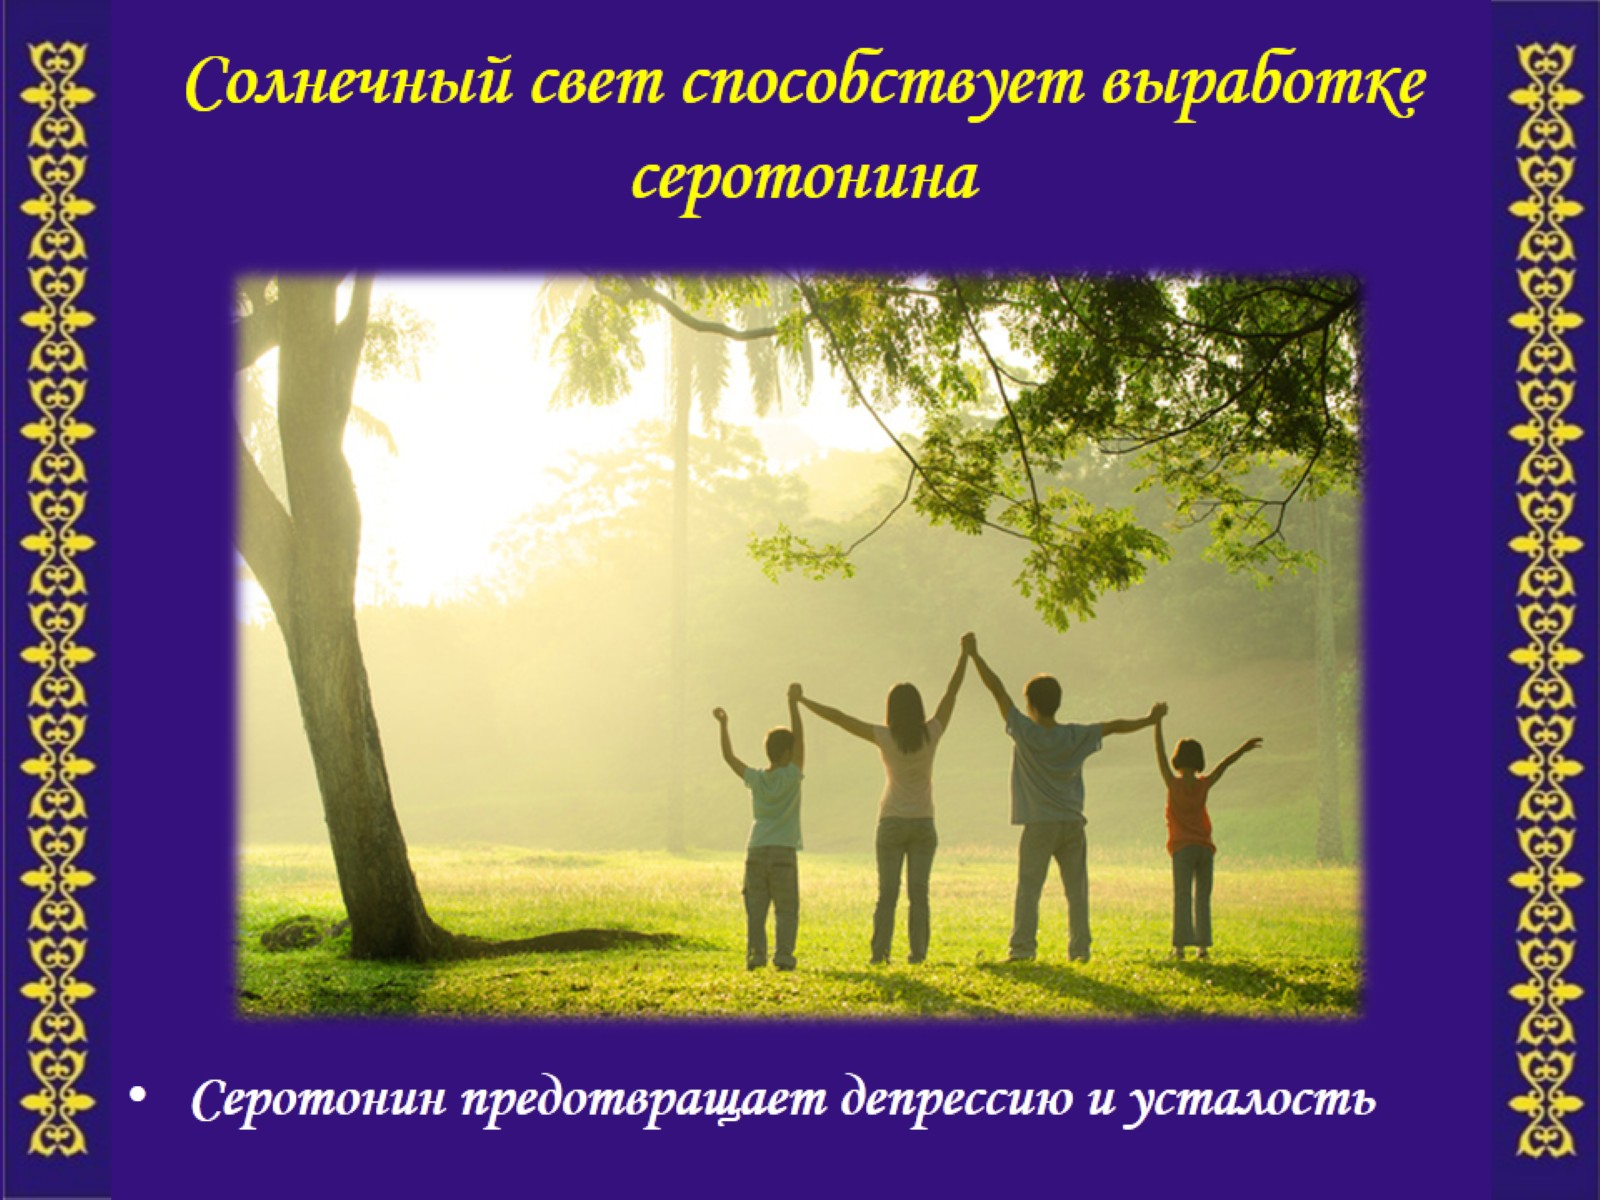 Солнечный свет способствует выработке
серотонина
• Серотонин предотвращает депрессию и усталость